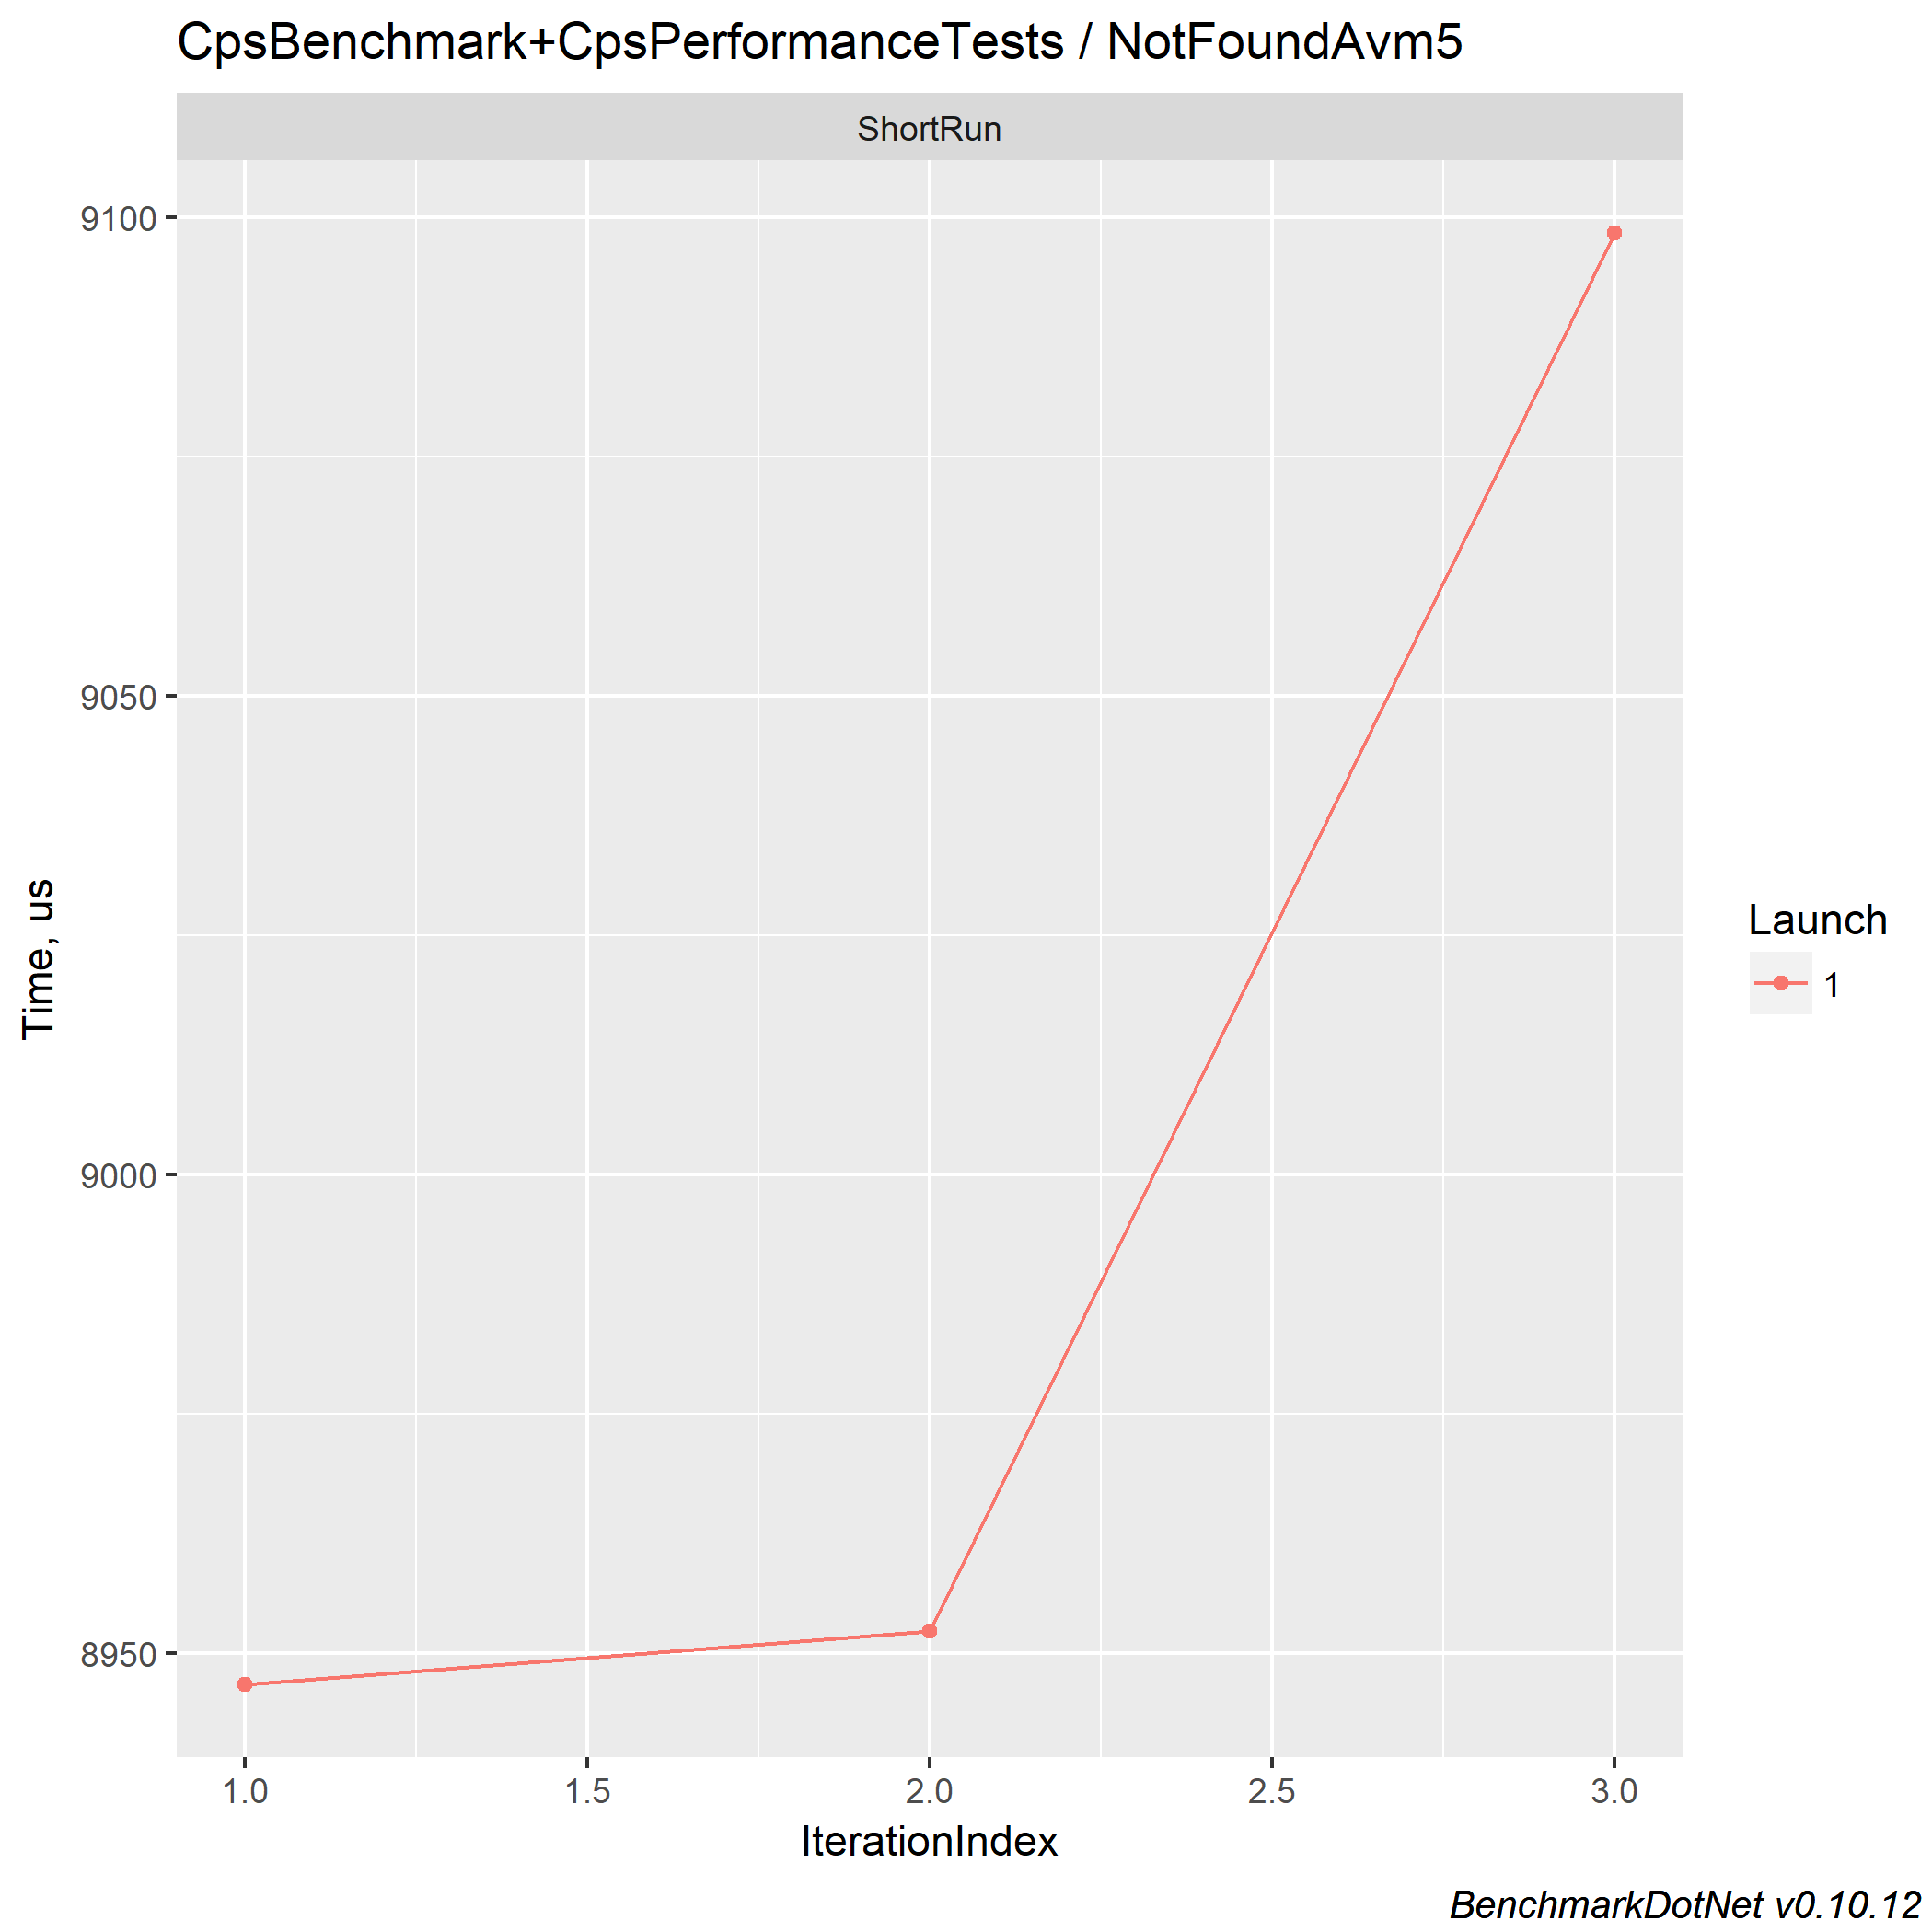 CpsBenchmark+CpsPerformanceTests / NotFoundAvm5
ShortRun
9100
9050
9000
8950
Time, us
1.0 1.5 2.0 2.5 3.0
IterationIndex
Launch
1
BenchmarkDotNet v0.10.12